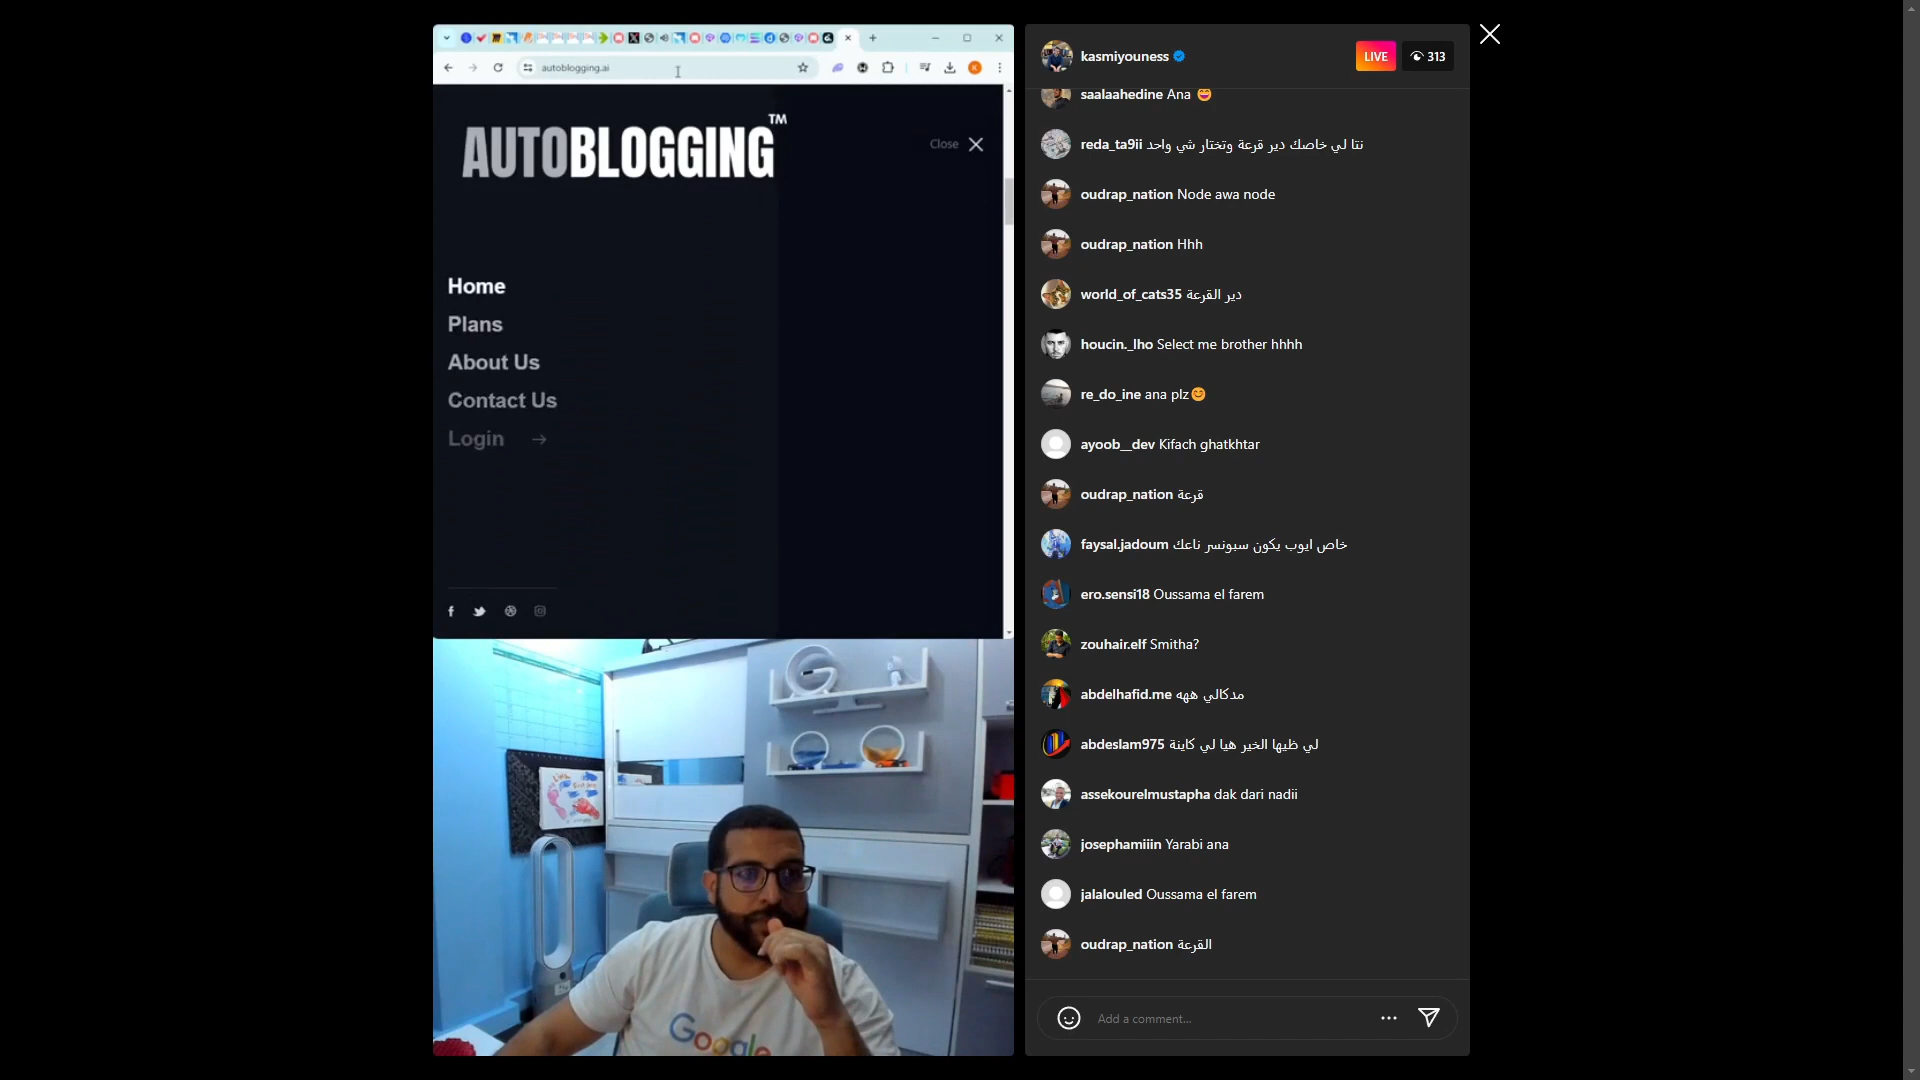 autoblogging.ai
AUTOBLOGGING™
Close
Home
Plans
About Us
Contact Us
Login
Google
kasmiyouness
LIVE
313
saalaahedine Ana 😄
reda_ta9ii نتا لي خاصك دير قرعة وتختار شي واحد
oudrap_nation Node awa node
oudrap_nation Hhh
world_of_cats35 دير القرعة
houcin._lho Select me brother hhhh
re_do_ine ana plz😊
ayoob__dev Kifach ghatkhtar
oudrap_nation قرعة
faysal.jadoum خاص ايوب يكون سبونسر تاعك
ero.sensi18 Oussama el farem
zouhair.elf Smitha?
abdelhafid.me مدكالي ههه
abdeslam975 لي ظيها الخير هيا لي كاينة
assekourelmustapha dak dari nadii
josephamiiin Yarabi ana
jalalouled Oussama el farem
oudrap_nation القرعة
Add a comment...